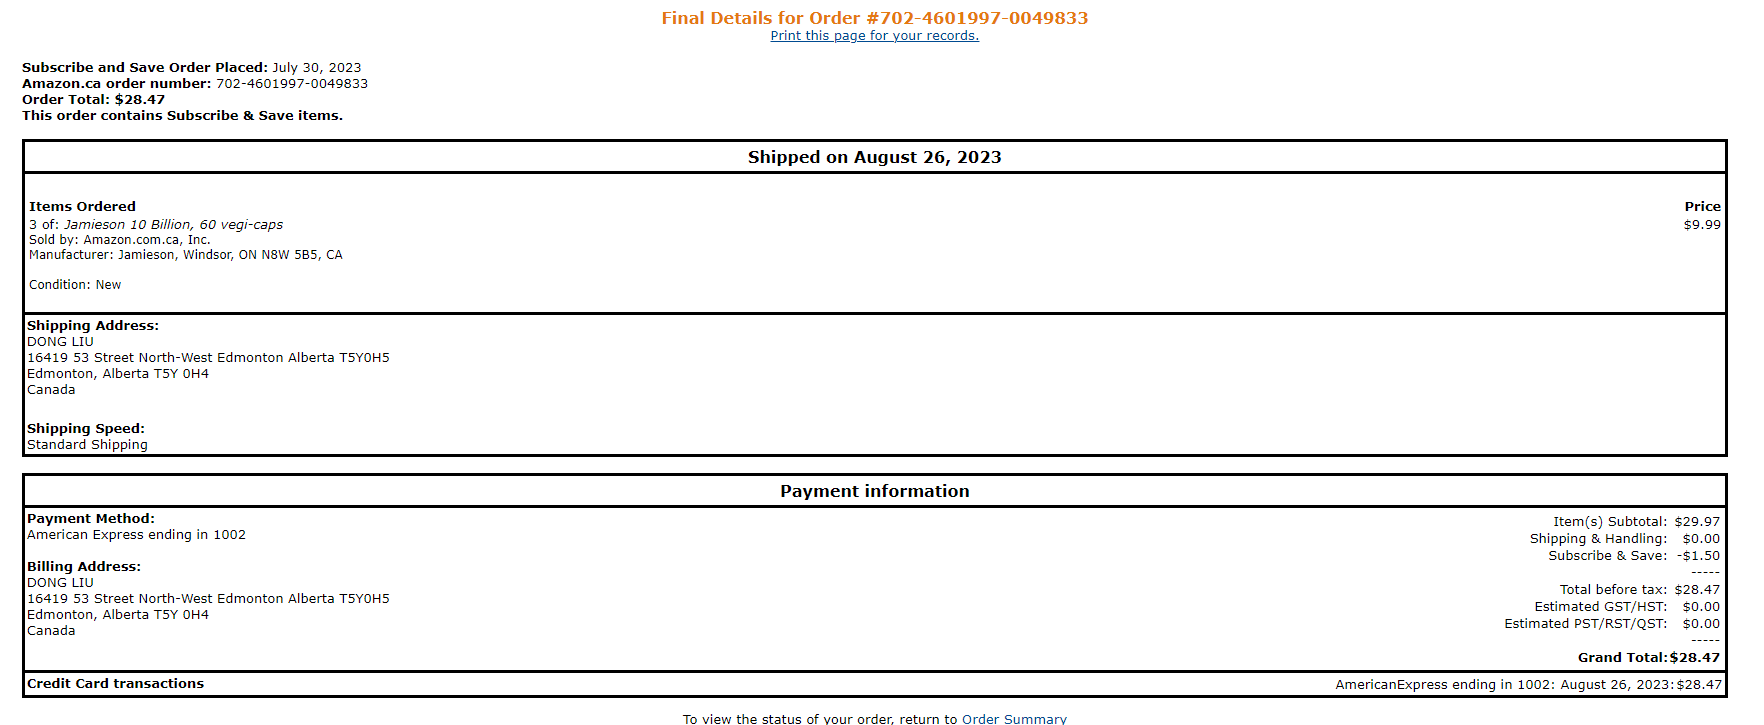 Final Details for Order #702-4601997-0049833
Print this page for your records.
Subscribe and Save Order Placed: July 30, 2023
Amazon.ca order number: 702-4601997-0049833
Order Total: $28.47
This order contains Subscribe & Save items.
Shipped on August 26, 2023
Items Ordered Price
3 of: Jamieson 10 Billion, 60 vegi-caps $9.99
Sold by: Amazon.com.ca, Inc.
Manufacturer: Jamieson, Windsor, ON N8W 5B5, CA
Condition: New
Shipping Address:
DONG LIU
16419 53 Street North-West Edmonton Alberta T5Y0H5
Edmonton, Alberta T5Y 0H4
Canada
Shipping Speed:
Standard Shipping
Payment information
Payment Method:
American Express ending in 1002
Billing Address:
DONG LIU
16419 53 Street North-West Edmonton Alberta T5Y0H5
Edmonton, Alberta T5Y 0H4
Canada
Item(s) Subtotal: $29.97
Shipping & Handling: $0.00
Subscribe & Save: -$1.50
-----
Total before tax: $28.47
Estimated GST/HST: $0.00
Estimated PST/RST/QST: $0.00
-----
Grand Total: $28.47
Credit Card transactions AmericanExpress ending in 1002: August 26, 2023: $28.47
To view the status of your order, return to Order Summary